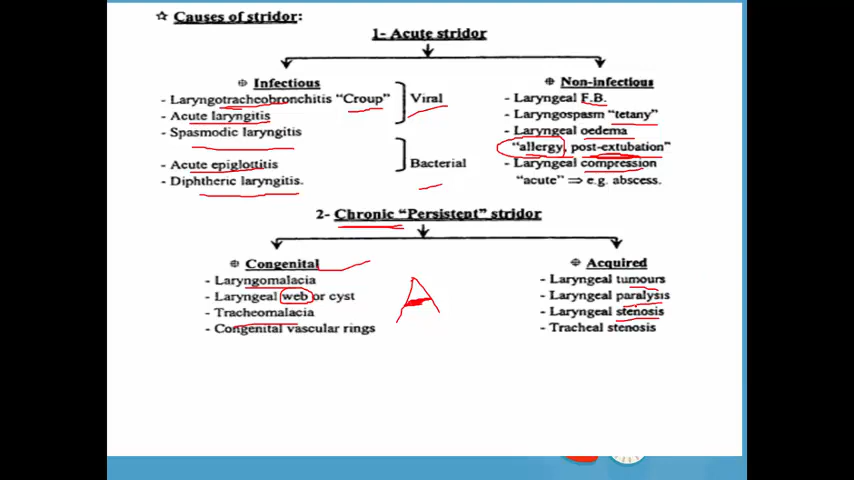 ☆ Causes of stridor:
1- Acute stridor
Infectious
- Laryngotracheobronchitis "Croup"
- Acute laryngitis
- Spasmodic laryngitis
Viral
- Acute epiglottitis
- Diphtheric laryngitis.
Bacterial
Non-infectious
- Laryngeal F.B.
- Laryngospasm "tetany"
- Laryngeal oedema
"allergy, post-extubation"
- Laryngeal compression
"acute" ⇒ e.g. abscess.
2- Chronic "Persistent" stridor
Congenital
- Laryngomalacia
- Laryngeal web or cyst
- Tracheomalacia
- Congenital vascular rings
A
Acquired
- Laryngeal tumours
- Laryngeal paralysis
- Laryngeal stenosis
- Tracheal stenosis